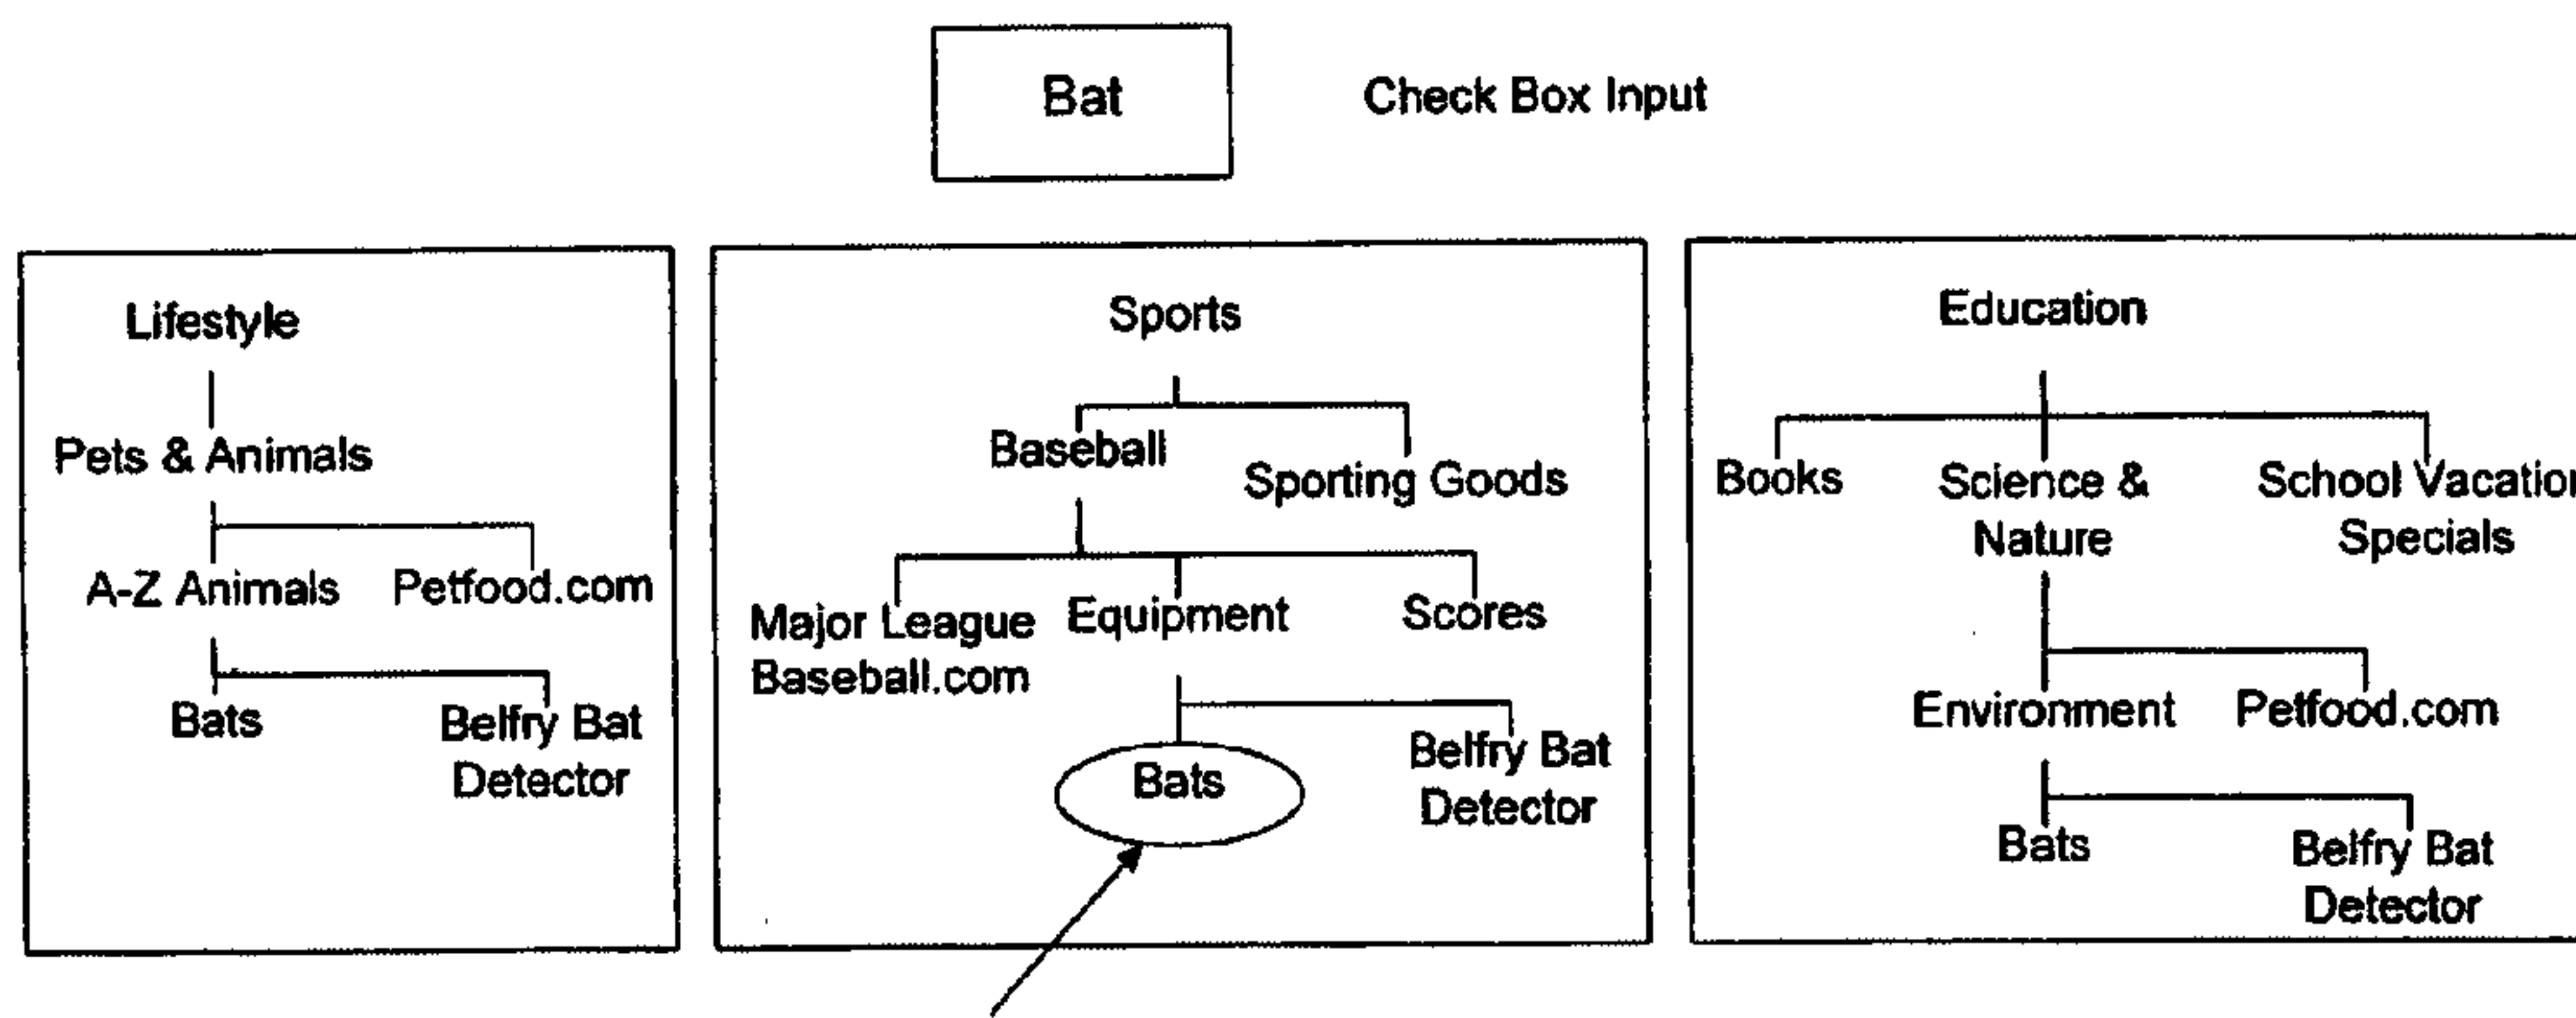 Bat
Check Box Input
Lifestyle
Pets & Animals
A-Z Animals
Petfood.com
Bats
Belfry Bat
Detector
Sports
Baseball
Sporting Goods
Major League
Baseball.com
Equipment
Scores
Bats
Belfry Bat
Detector
Education
Books
Science &
Nature
School Vacation
Specials
Environment
Petfood.com
Bats
Belfry Bat
Detector